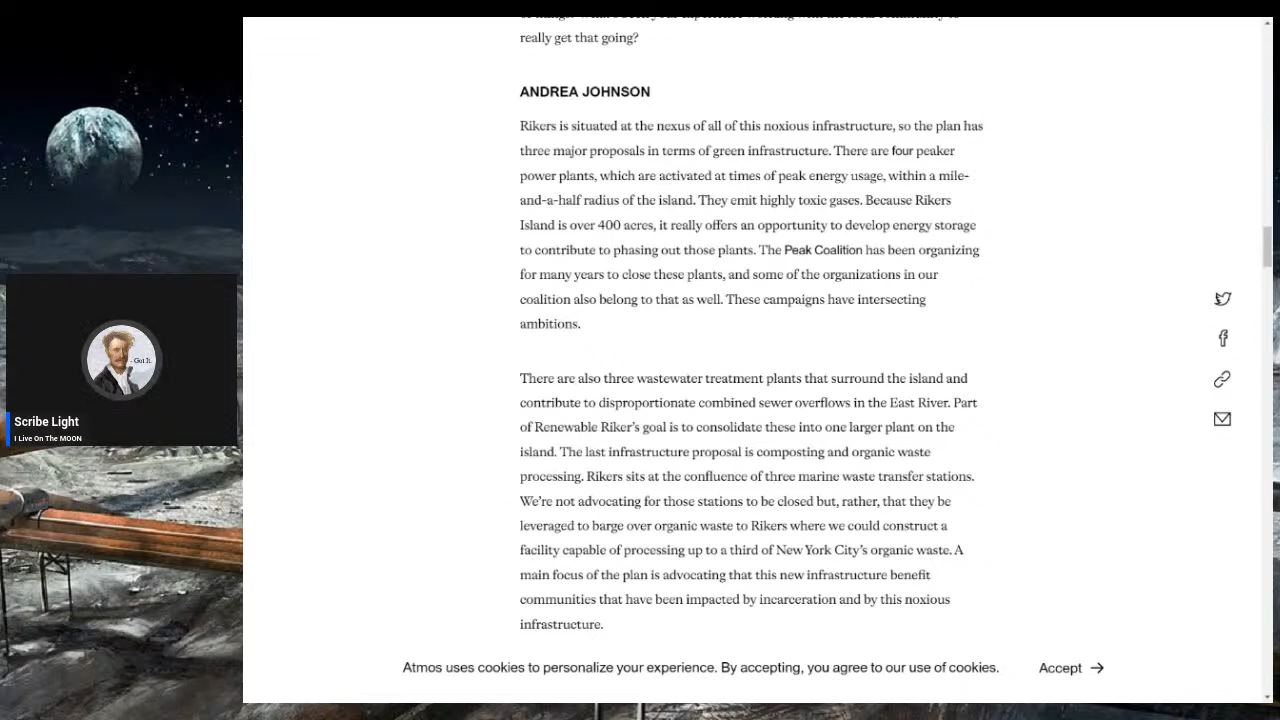 really get that going?
ANDREA JOHNSON
Rikers is situated at the nexus of all of this noxious infrastructure, so the plan has
three major proposals in terms of green infrastructure. There are four peaker
power plants, which are activated at times of peak energy usage, within a mile-
and-a-half radius of the island. They emit highly toxic gases. Because Rikers
Island is over 400 acres, it really offers an opportunity to develop energy storage
to contribute to phasing out those plants. The Peak Coalition has been organizing
for many years to close these plants, and some of the organizations in our
coalition also belong to that as well. These campaigns have intersecting
ambitions.
There are also three wastewater treatment plants that surround the island and
contribute to disproportionate combined sewer overflows in the East River. Part
of Renewable Riker’s goal is to consolidate these into one larger plant on the
island. The last infrastructure proposal is composting and organic waste
processing. Rikers sits at the confluence of three marine waste transfer stations.
We’re not advocating for those stations to be closed but, rather, that they be
leveraged to barge over organic waste to Rikers where we could construct a
facility capable of processing up to a third of New York City’s organic waste. A
main focus of the plan is advocating that this new infrastructure benefit
communities that have been impacted by incarceration and by this noxious
infrastructure.
- Got It.
Scribe Light
I Live On The MOON
Atmos uses cookies to personalize your experience. By accepting, you agree to our use of cookies.
Accept →